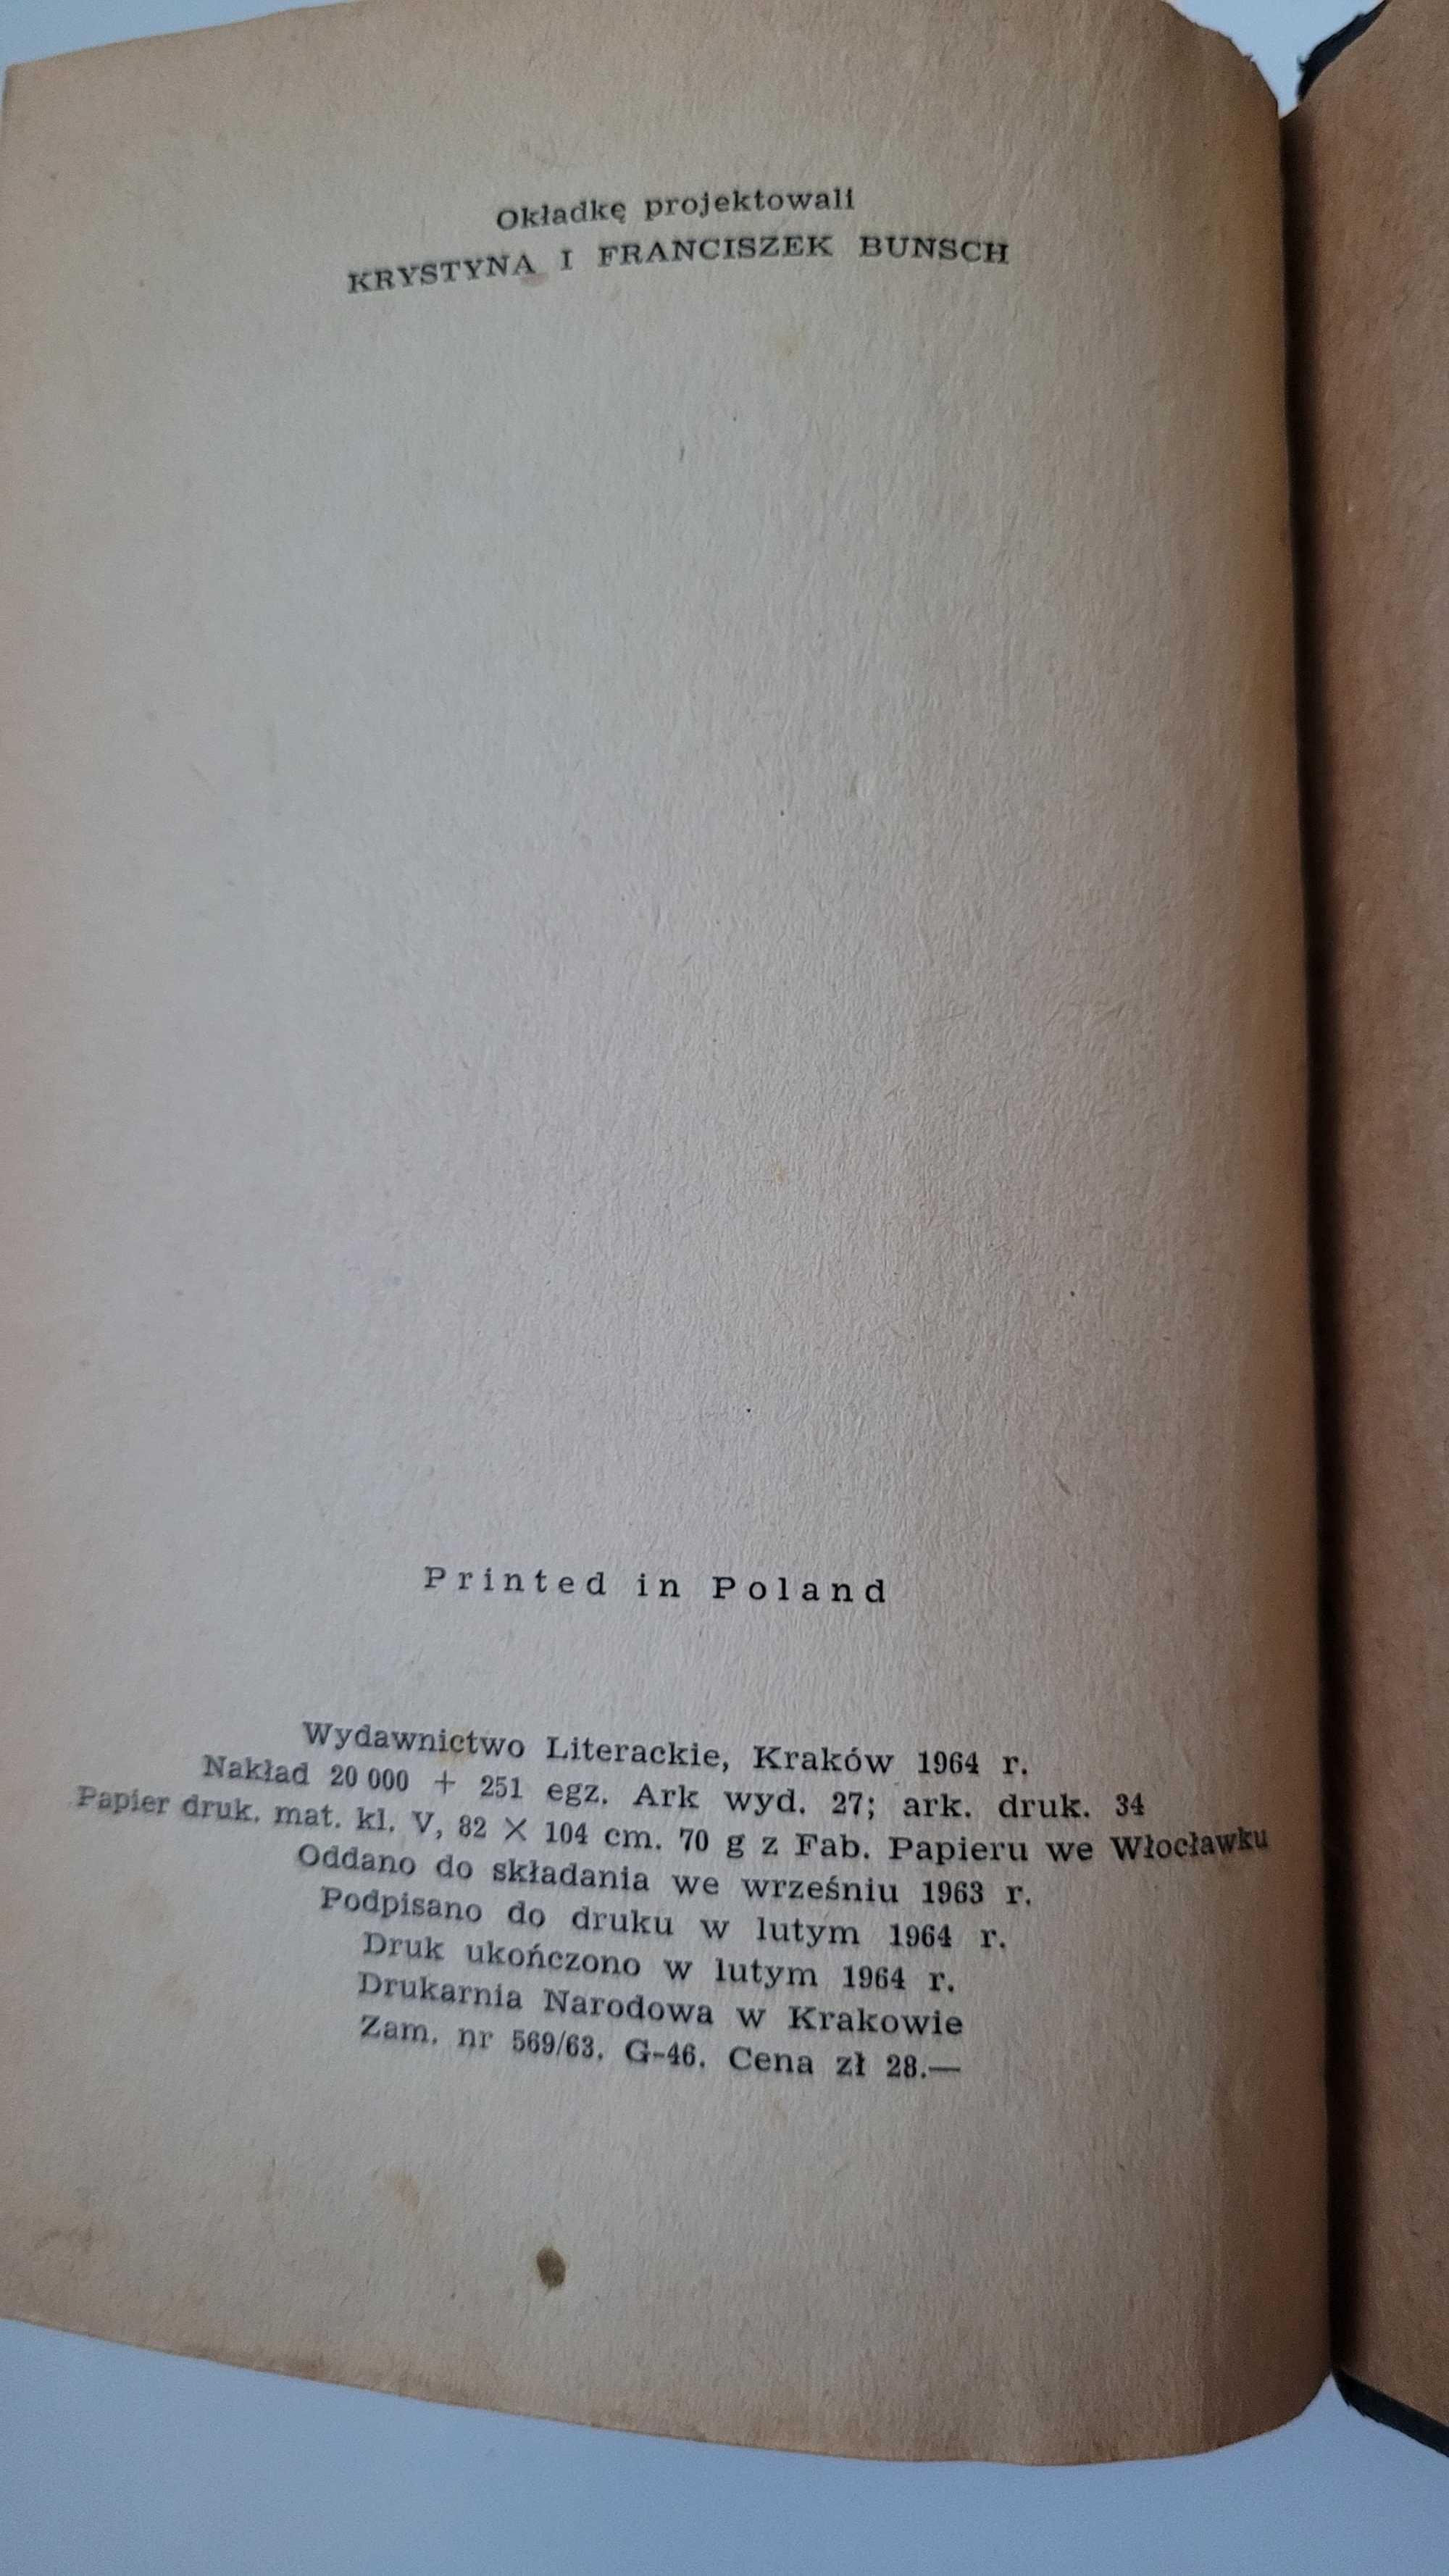 Okładkę projektowali
KRYSTYNA I FRANCISZEK BUNSCH
Printed in Poland
Wydawnictwo Literackie, Kraków 1964 r.
Nakład 20 000 + 251 egz. Ark wyd. 27; ark. druk. 34
Papier druk. mat. kl. V, 82 × 104 cm. 70 g z Fab. Papieru we Włocławku
Oddano do składania we wrześniu 1963 r.
Podpisano do druku w lutym 1964 r.
Druk ukończono w lutym 1964 r.
Drukarnia Narodowa w Krakowie
Zam. nr 569/63. G-46. Cena zł 28.—